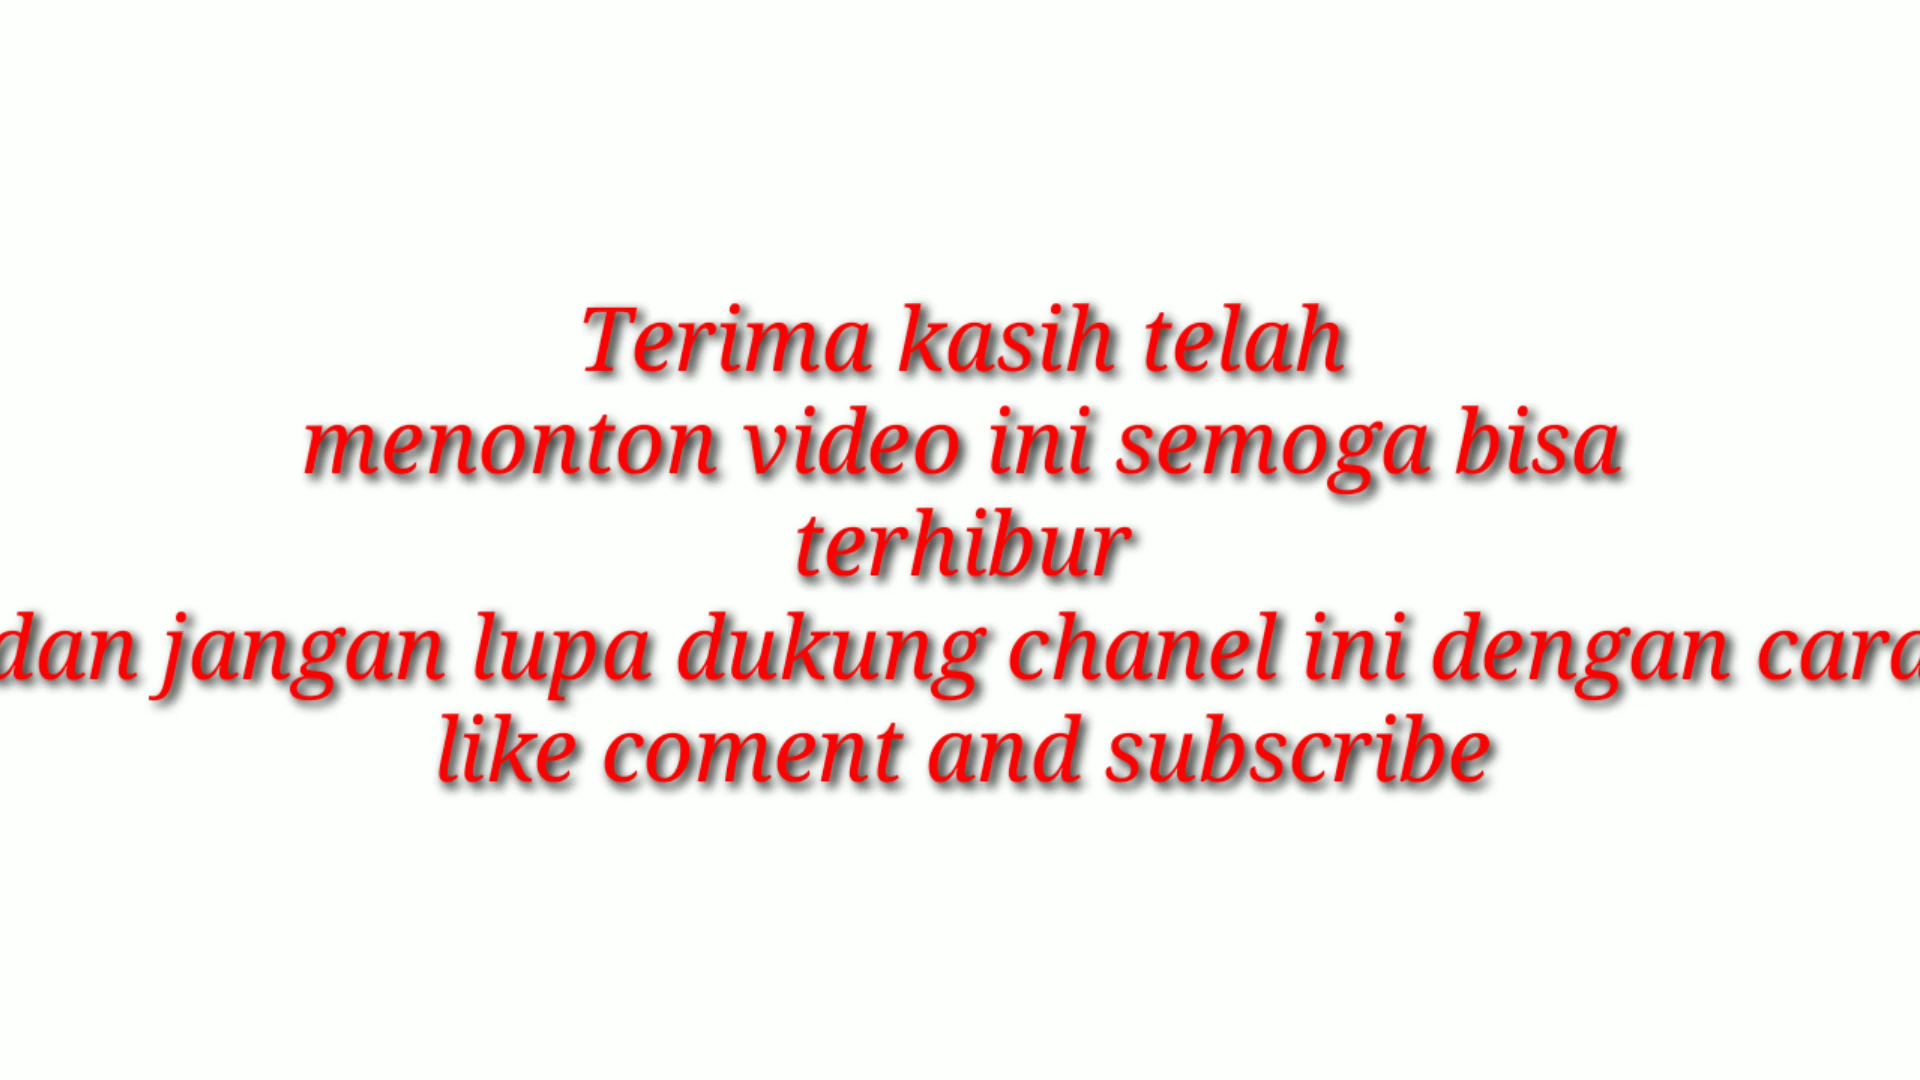 Terima kasih telah
menonton video ini semoga bisa
terhibur
dan jangan lupa dukung chanel ini dengan cara
like coment and subscribe